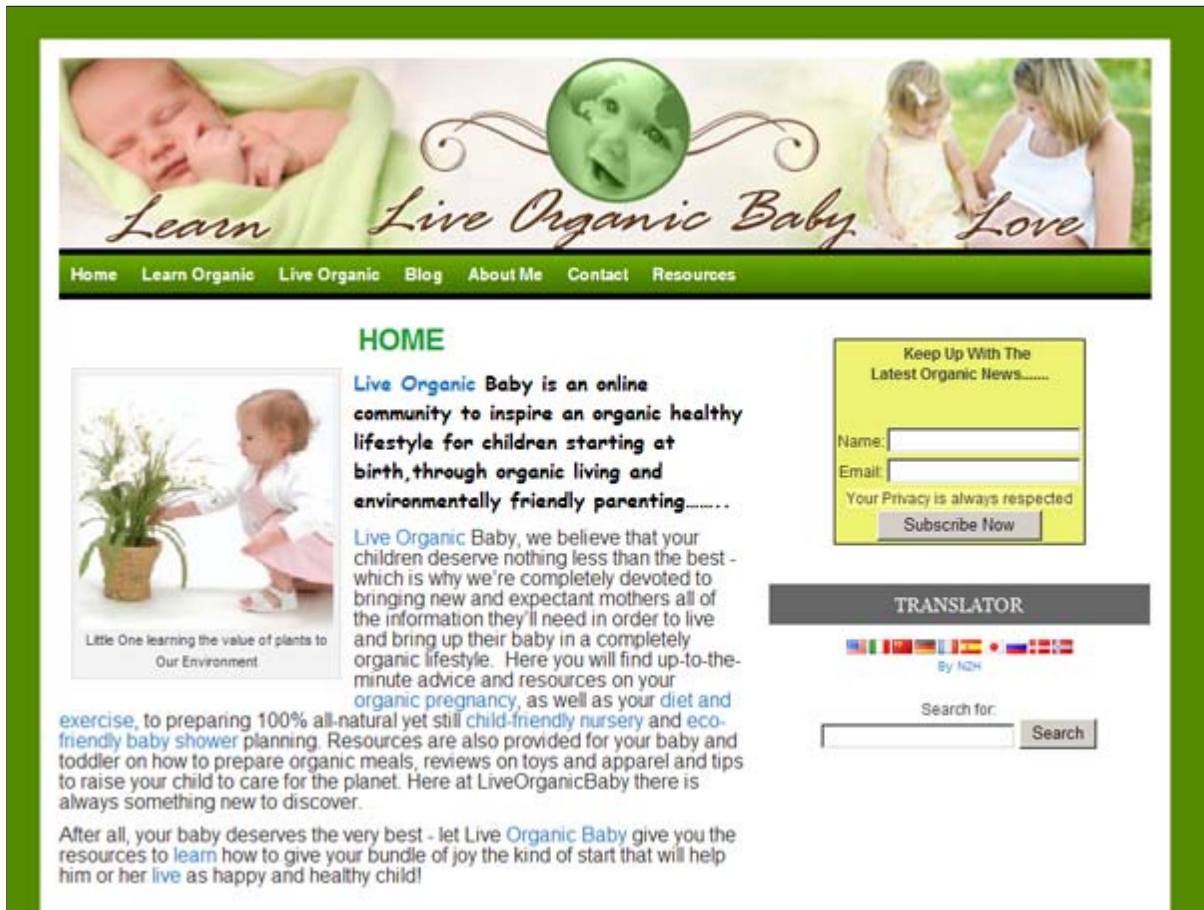 Learn Live Organic Baby Love
Home Learn Organic Live Organic Blog About Me Contact Resources
HOME
Live Organic Baby is an online
community to inspire an organic healthy
lifestyle for children starting at
birth,through organic living and
environmentally friendly parenting........
Little One learning the value of plants to
Our Environment
Live Organic Baby, we believe that your
children deserve nothing less than the best -
which is why we're completely devoted to
bringing new and expectant mothers all of
the information they'll need in order to live
and bring up their baby in a completely
organic lifestyle. Here you will find up-to-the-
minute advice and resources on your
organic pregnancy, as well as your diet and
exercise, to preparing 100% all-natural yet still child-friendly nursery and eco-
friendly baby shower planning. Resources are also provided for your baby and
toddler on how to prepare organic meals, reviews on toys and apparel and tips
to raise your child to care for the planet. Here at LiveOrganicBaby there is
always something new to discover.
After all, your baby deserves the very best - let Live Organic Baby give you the
resources to learn how to give your bundle of joy the kind of start that will help
him or her live as happy and healthy child!
Keep Up With The
Latest Organic News.......
Name:
Email:
Your Privacy is always respected
Subscribe Now
TRANSLATOR
By N2H
Search for:
Search